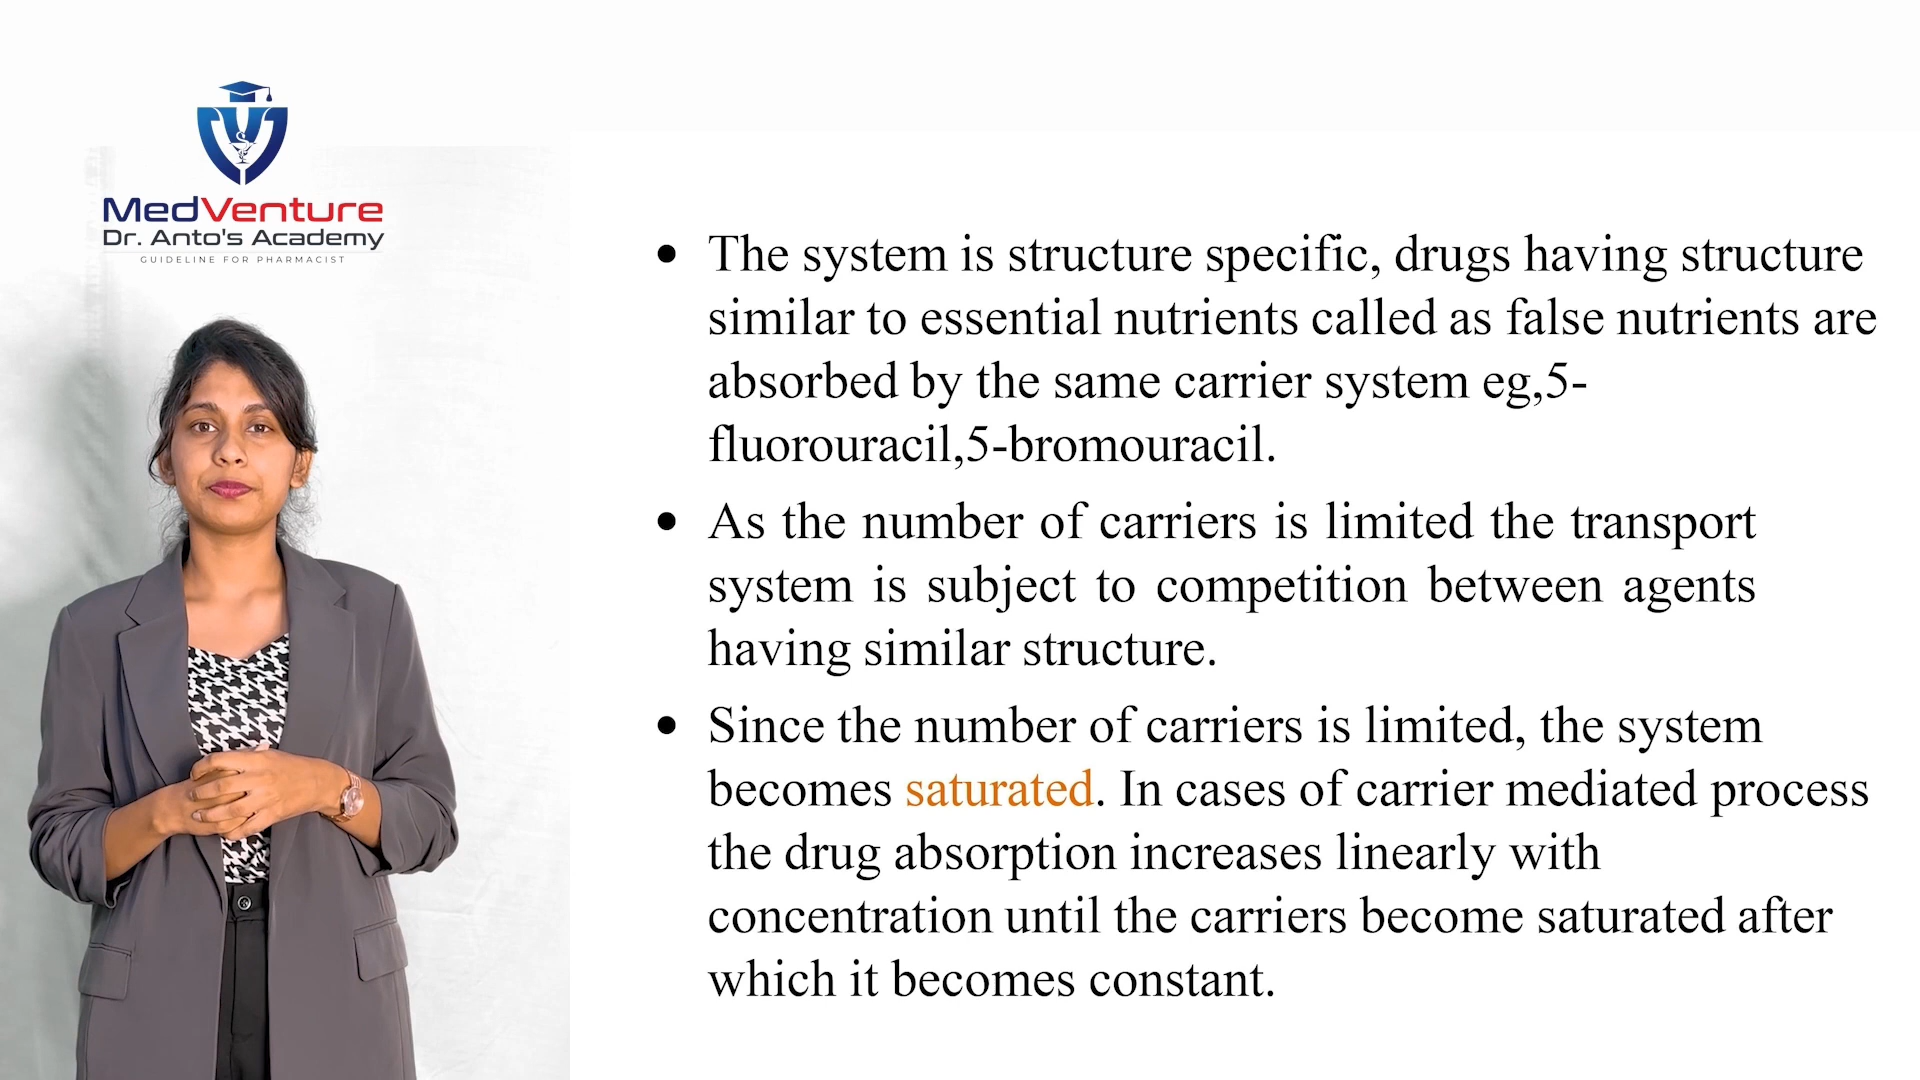 MedVenture
Dr. Anto's Academy
GUIDELINE FOR PHARMACIST
• The system is structure specific, drugs having structure
similar to essential nutrients called as false nutrients are
absorbed by the same carrier system eg,5-
fluorouracil,5-bromouracil.
• As the number of carriers is limited the transport
system is subject to competition between agents
having similar structure.
• Since the number of carriers is limited, the system
becomes saturated. In cases of carrier mediated process
the drug absorption increases linearly with
concentration until the carriers become saturated after
which it becomes constant.